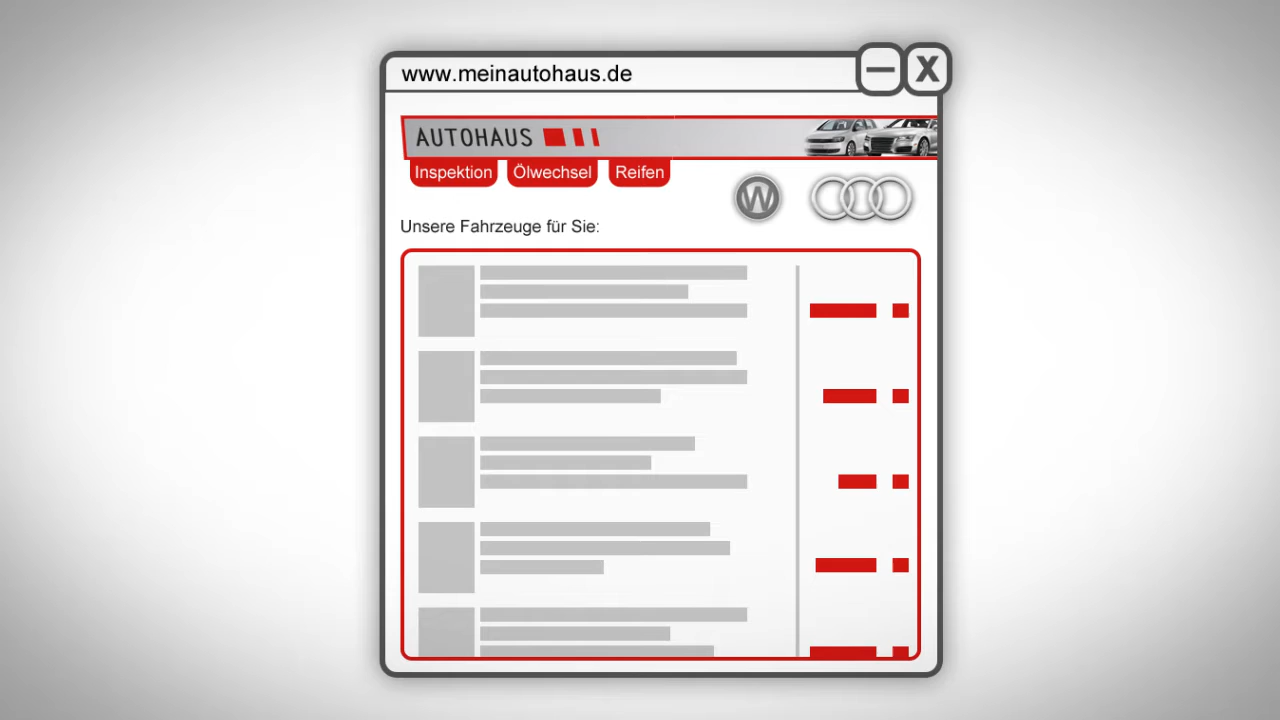 www.meinautohaus.de
X
AUTOHAUS
Inspektion Ölwechsel Reifen
W
Unsere Fahrzeuge für Sie: